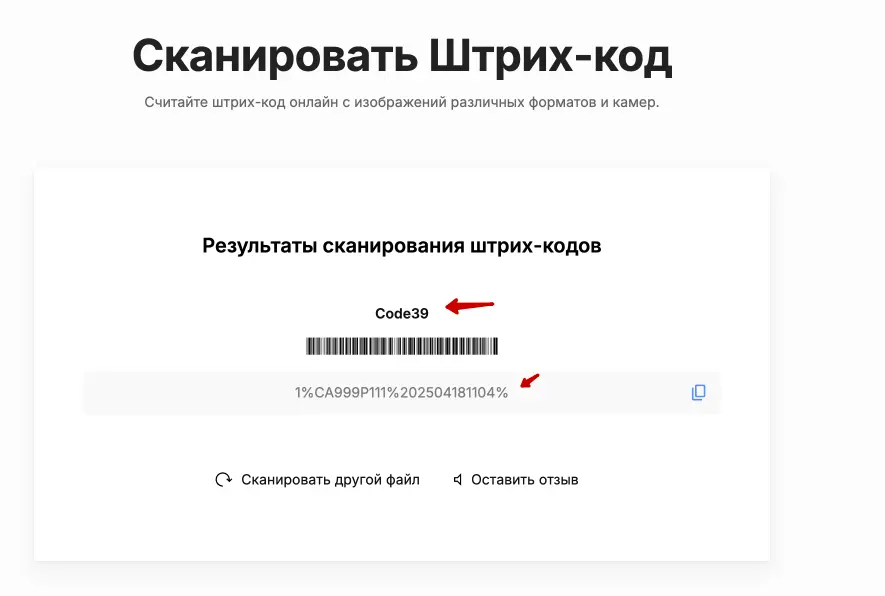 Сканировать Штрих-код
Считайте штрих-код онлайн с изображений различных форматов и камер.
Результаты сканирования штрих-кодов
Code39
1%CA999P111%202504181104%
Сканировать другой файл
Оставить отзыв